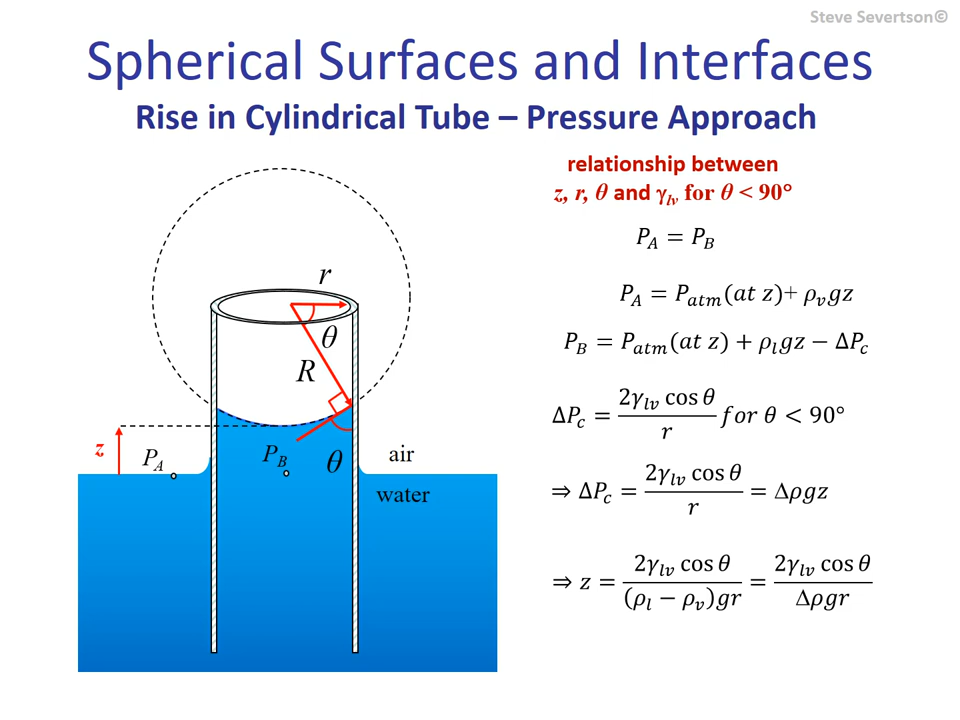 Steve Severtson©
Spherical Surfaces and Interfaces
Rise in Cylindrical Tube – Pressure Approach
relationship between
z, r, θ and γ_lv for θ < 90°
P_A = P_B
P_A = P_atm(at z)+ ρ_v gz
P_B = P_atm(at z) + ρ_l gz − ΔP_c
ΔP_c = 2γ_lv cos θ / r for θ < 90°
⇒ ΔP_c = 2γ_lv cos θ / r = Δρgz
⇒ z = 2γ_lv cos θ / (ρ_l − ρ_v)gr = 2γ_lv cos θ / Δρgr
r
θ
R
z
P_A
P_B
θ
air
water